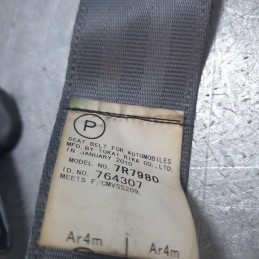 P
SEAT BELT FOR AUTOMOBILES
MFD. BY TOKAI RIKA CO., LTD.
IN JANUARY 2010
MODEL NO. 7R7980
ID. NO. 764307
MEETS F/CMVSS209.
Ar4m Ar4m